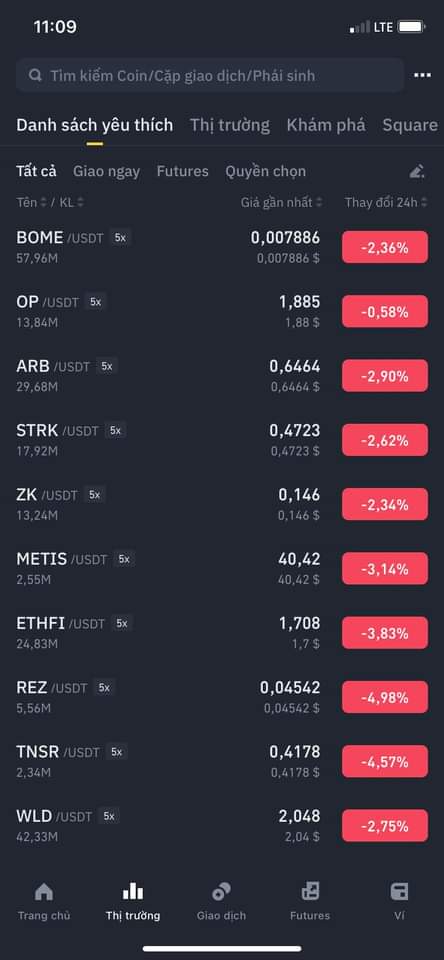 11:09 LTE
Tìm kiếm Coin/Cặp giao dịch/Phái sinh
Danh sách yêu thích Thị trường Khám phá Square
Tất cả Giao ngay Futures Quyền chọn
Tên / KL Giá gần nhất Thay đổi 24h
BOME /USDT 5x 0,007886 -2,36%
57,96M 0,007886 $
OP /USDT 5x 1,885 -0,58%
13,84M 1,88 $
ARB /USDT 5x 0,6464 -2,90%
29,68M 0,6464 $
STRK /USDT 5x 0,4723 -2,62%
17,92M 0,4723 $
ZK /USDT 5x 0,146 -2,34%
13,24M 0,146 $
METIS /USDT 5x 40,42 -3,14%
2,55M 40,42 $
ETHFI /USDT 5x 1,708 -3,83%
24,83M 1,7 $
REZ /USDT 5x 0,04542 -4,98%
5,56M 0,04542 $
TNSR /USDT 5x 0,4178 -4,57%
2,34M 0,4178 $
WLD /USDT 5x 2,048 -2,75%
42,33M 2,04 $
Trang chủ Thị trường Giao dịch Futures Ví